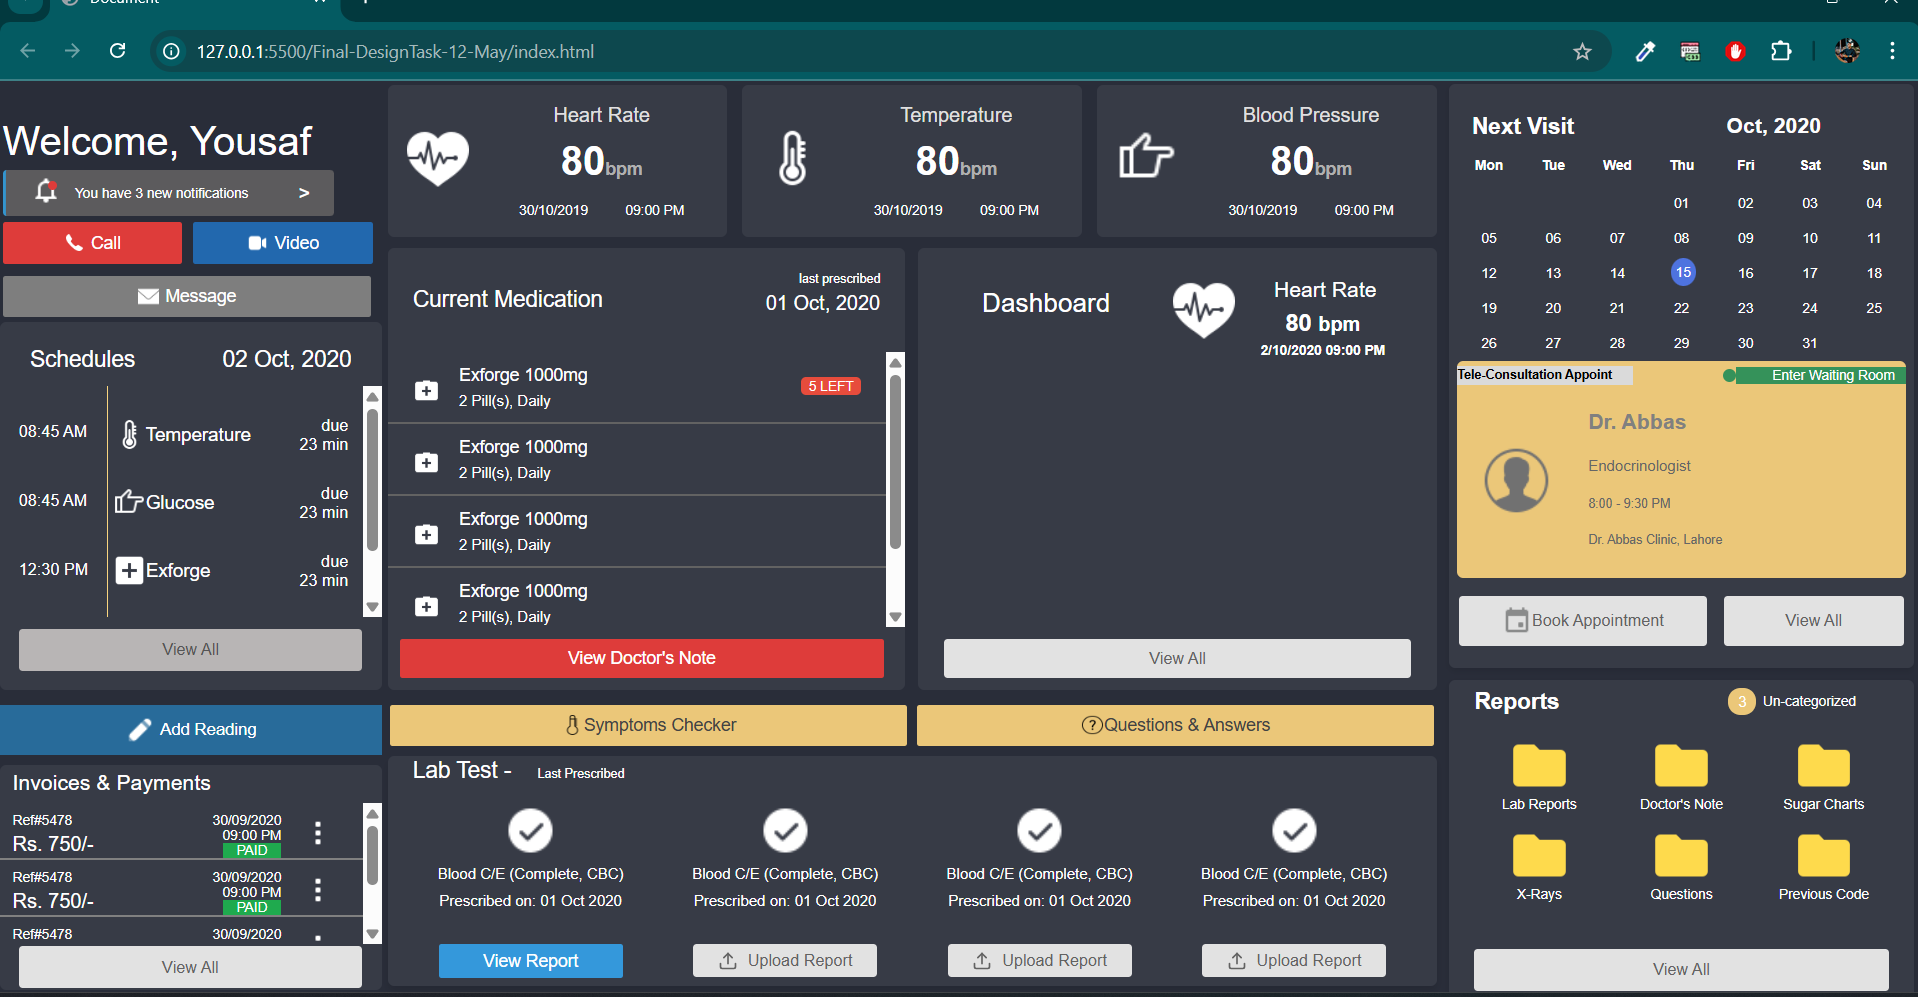 Document
127.0.0.1:5500/Final-DesignTask-12-May/index.html
Welcome, Yousaf
You have 3 new notifications >
Call
Video
Message
Schedules 02 Oct, 2020
08:45 AM Temperature due
23 min
08:45 AM Glucose due
23 min
12:30 PM Exforge due
23 min
View All
Add Reading
Invoices & Payments
Ref#5478 30/09/2020
09:00 PM
Rs. 750/- PAID
Ref#5478 30/09/2020
09:00 PM
Rs. 750/- PAID
Ref#5478 30/09/2020
View All
Heart Rate
80bpm
30/10/2019 09:00 PM
Temperature
80bpm
30/10/2019 09:00 PM
Blood Pressure
80bpm
30/10/2019 09:00 PM
Current Medication
last prescribed
01 Oct, 2020
Exforge 1000mg
2 Pill(s), Daily
5 LEFT
Exforge 1000mg
2 Pill(s), Daily
Exforge 1000mg
2 Pill(s), Daily
Exforge 1000mg
2 Pill(s), Daily
View Doctor's Note
Dashboard
Heart Rate
80 bpm
2/10/2020 09:00 PM
View All
Symptoms Checker
Questions & Answers
Lab Test - Last Prescribed
Blood C/E (Complete, CBC)
Prescribed on: 01 Oct 2020
View Report
Blood C/E (Complete, CBC)
Prescribed on: 01 Oct 2020
Upload Report
Blood C/E (Complete, CBC)
Prescribed on: 01 Oct 2020
Upload Report
Blood C/E (Complete, CBC)
Prescribed on: 01 Oct 2020
Upload Report
Next Visit Oct, 2020
Mon Tue Wed Thu Fri Sat Sun
01 02 03 04
05 06 07 08 09 10 11
12 13 14 15 16 17 18
19 20 21 22 23 24 25
26 27 28 29 30 31
Tele-Consultation Appoint
Enter Waiting Room
Dr. Abbas
Endocrinologist
8:00 - 9:30 PM
Dr. Abbas Clinic, Lahore
Book Appointment
View All
Reports
3 Un-categorized
Lab Reports
Doctor's Note
Sugar Charts
X-Rays
Questions
Previous Code
View All